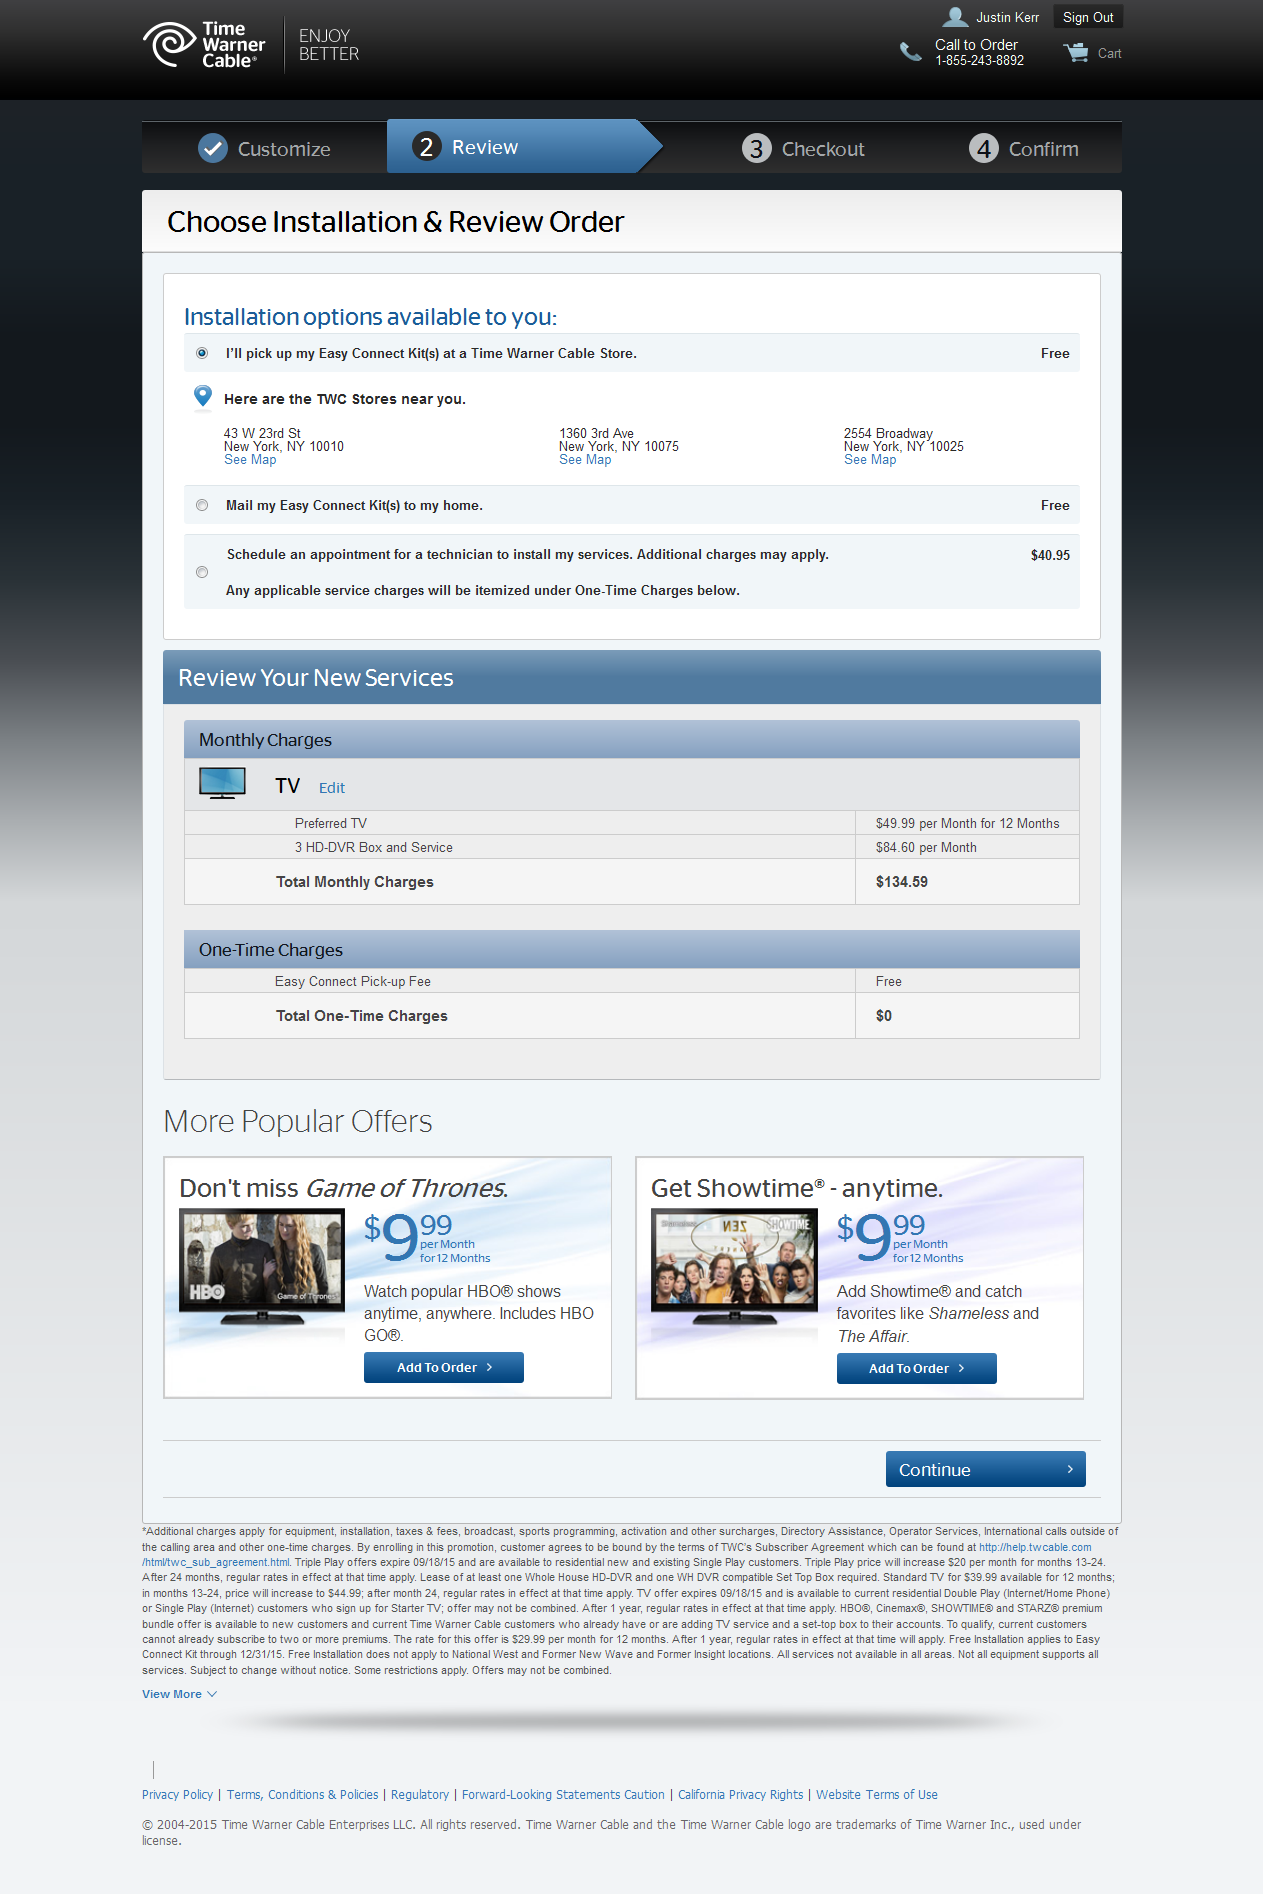 Time
Warner
Cable®
ENJOY
BETTER
Justin Kerr
Sign Out
Call to Order
1-855-243-8892
Cart
Customize
2 Review
3 Checkout
4 Confirm
Choose Installation & Review Order
Installation options available to you:
I'll pick up my Easy Connect Kit(s) at a Time Warner Cable Store. Free
Here are the TWC Stores near you.
43 W 23rd St
New York, NY 10010
See Map
1360 3rd Ave
New York, NY 10075
See Map
2554 Broadway
New York, NY 10025
See Map
Mail my Easy Connect Kit(s) to my home. Free
Schedule an appointment for a technician to install my services. Additional charges may apply. $40.95
Any applicable service charges will be itemized under One-Time Charges below.
Review Your New Services
Monthly Charges
TV Edit
Preferred TV $49.99 per Month for 12 Months
3 HD-DVR Box and Service $84.60 per Month
Total Monthly Charges $134.59
One-Time Charges
Easy Connect Pick-up Fee Free
Total One-Time Charges $0
More Popular Offers
Don't miss Game of Thrones.
HBO
Game of Thrones
$9 99
per Month
for 12 Months
Watch popular HBO® shows
anytime, anywhere. Includes HBO
GO®.
Add To Order
Get Showtime® - anytime.
Shameless
ZEN
SHOWTIME
$9 99
per Month
for 12 Months
Add Showtime® and catch
favorites like Shameless and
The Affair.
Add To Order
Continue
*Additional charges apply for equipment, installation, taxes & fees, broadcast, sports programming, activation and other surcharges, Directory Assistance, Operator Services, International calls outside of
the calling area and other one-time charges. By enrolling in this promotion, customer agrees to be bound by the terms of TWC's Subscriber Agreement which can be found at http://help.twcable.com
/html/twc_sub_agreement.html. Triple Play offers expire 09/18/15 and are available to residential new and existing Single Play customers. Triple Play price will increase $20 per month for months 13-24.
After 24 months, regular rates in effect at that time apply. Lease of at least one Whole House HD-DVR and one WH DVR compatible Set Top Box required. Standard TV for $39.99 available for 12 months;
in months 13-24, price will increase to $44.99; after month 24, regular rates in effect at that time apply. TV offer expires 09/18/15 and is available to current residential Double Play (Internet/Home Phone)
or Single Play (Internet) customers who sign up for Starter TV; offer may not be combined. After 1 year, regular rates in effect at that time apply. HBO®, Cinemax®, SHOWTIME® and STARZ® premium
bundle offer is available to new customers and current Time Warner Cable customers who already have or are adding TV service and a set-top box to their accounts. To qualify, current customers
cannot already subscribe to two or more premiums. The rate for this offer is $29.99 per month for 12 months. After 1 year, regular rates in effect at that time will apply. Free Installation applies to Easy
Connect Kit through 12/31/15. Free Installation does not apply to National West and Former New Wave and Former Insight locations. All services not available in all areas. Not all equipment supports all
services. Subject to change without notice. Some restrictions apply. Offers may not be combined.
View More
Privacy Policy | Terms, Conditions & Policies | Regulatory | Forward-Looking Statements Caution | California Privacy Rights | Website Terms of Use
© 2004-2015 Time Warner Cable Enterprises LLC. All rights reserved. Time Warner Cable and the Time Warner Cable logo are trademarks of Time Warner Inc., used under
license.